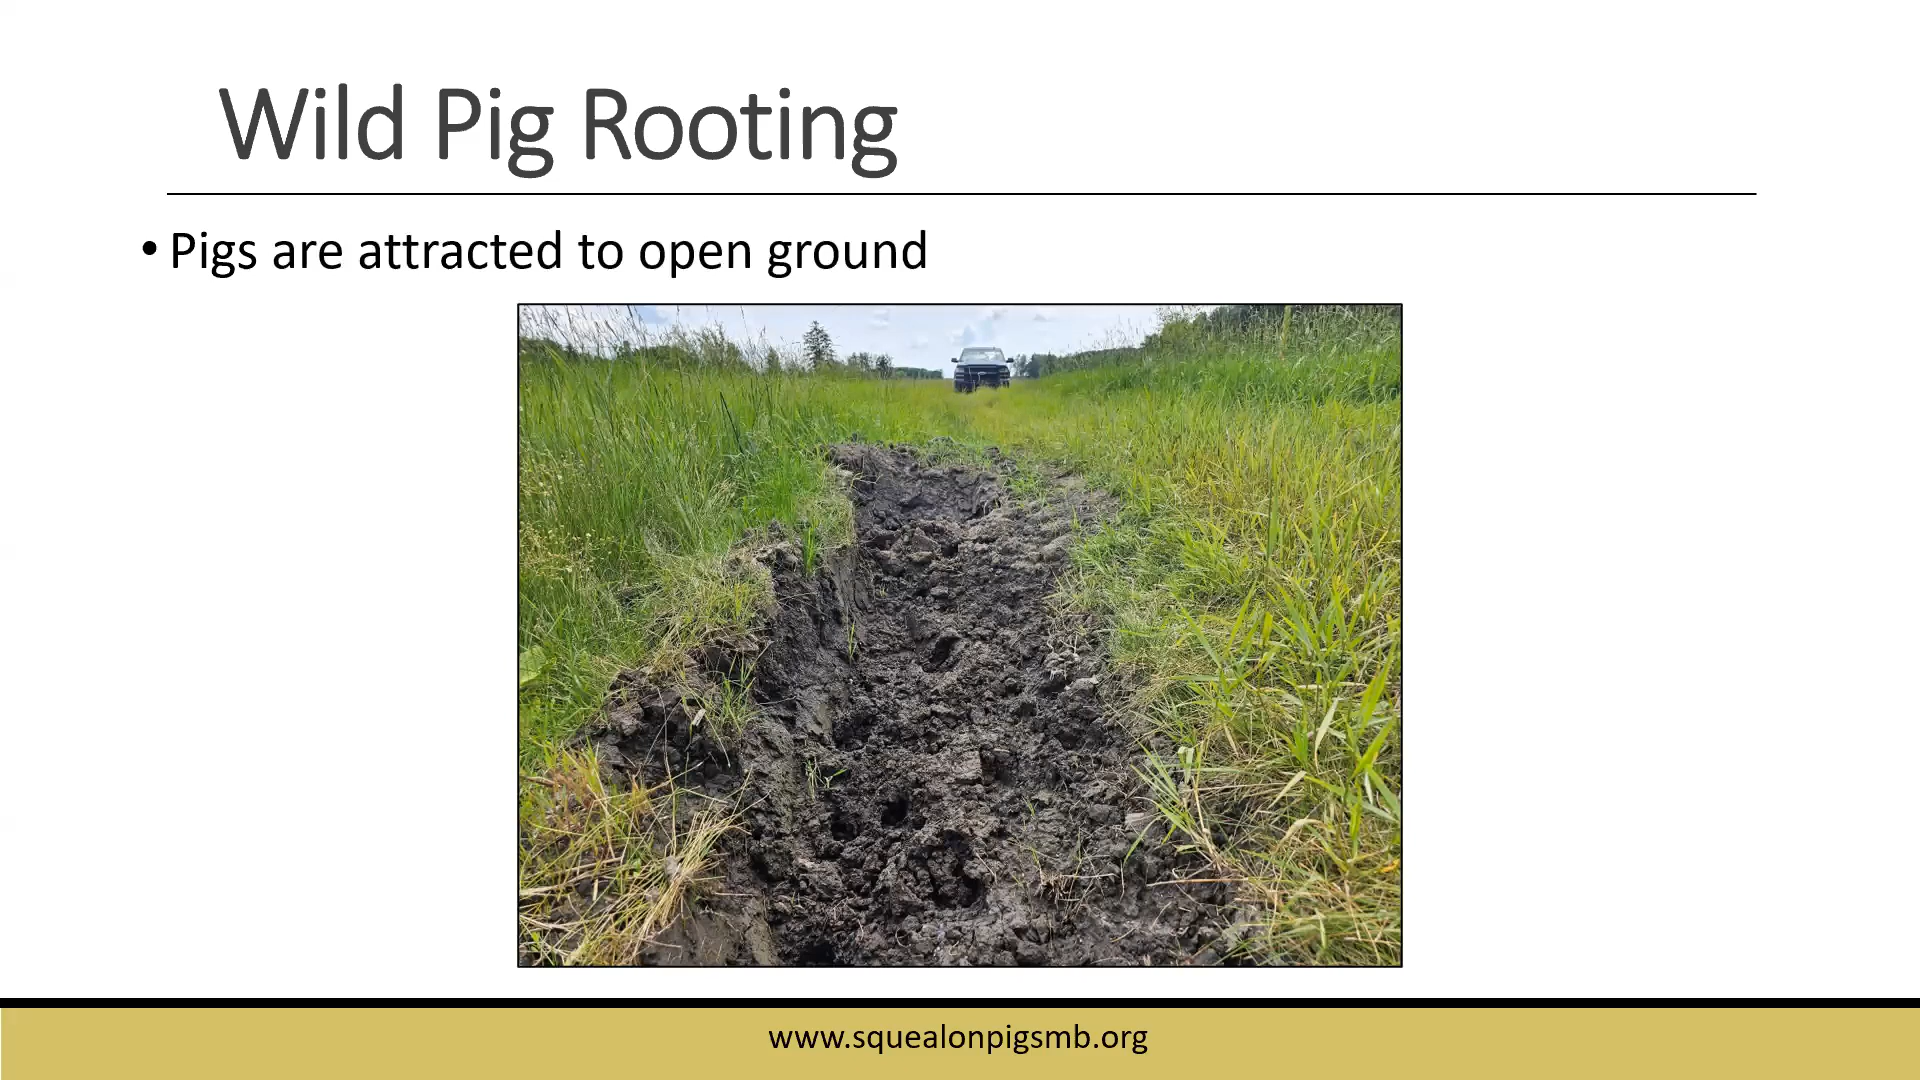 Wild Pig Rooting
• Pigs are attracted to open ground
www.squealonpigsmb.org